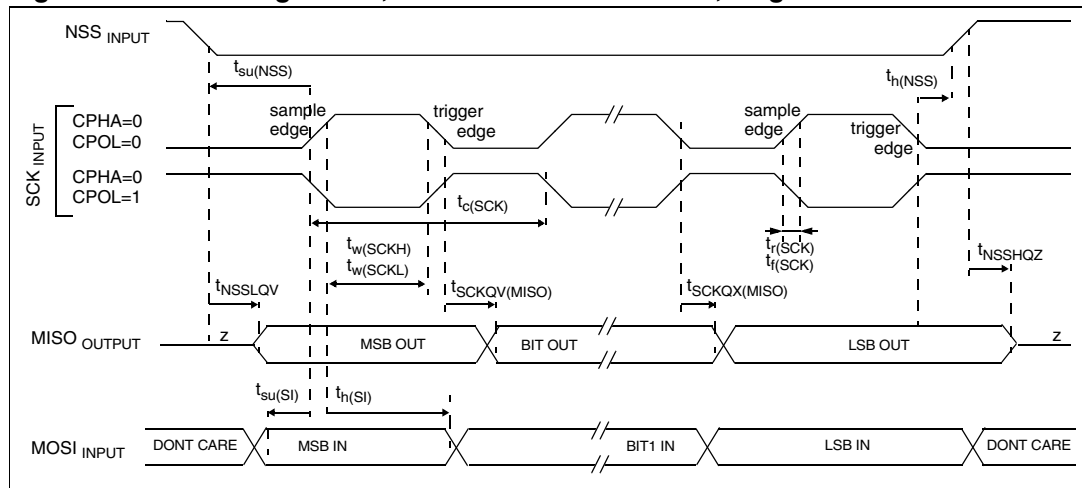 NSS INPUT
tsu(NSS)
th(NSS)
SCK INPUT
CPHA=0
CPOL=0
CPHA=0
CPOL=1
sample edge
trigger edge
sample edge
trigger edge
tc(SCK)
tw(SCKH)
tw(SCKL)
tr(SCK)
tf(SCK)
tNSSLQV
tSCKQV(MISO)
tSCKQX(MISO)
tNSSHQZ
MISO OUTPUT
z
MSB OUT
BIT OUT
LSB OUT
z
tsu(SI)
th(SI)
MOSI INPUT
DONT CARE
MSB IN
BIT1 IN
LSB IN
DONT CARE